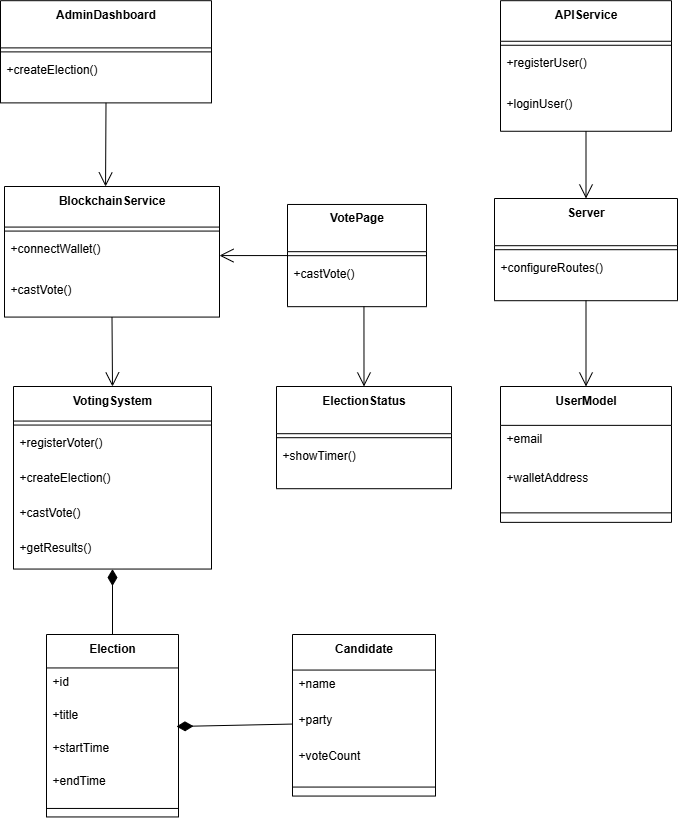 AdminDashboard
+createElection()
APIService
+registerUser()
+loginUser()
BlockchainService
+connectWallet()
+castVote()
VotePage
+castVote()
Server
+configureRoutes()
VotingSystem
+registerVoter()
+createElection()
+castVote()
+getResults()
ElectionStatus
+showTimer()
UserModel
+email
+walletAddress
Election
+id
+title
+startTime
+endTime
Candidate
+name
+party
+voteCount